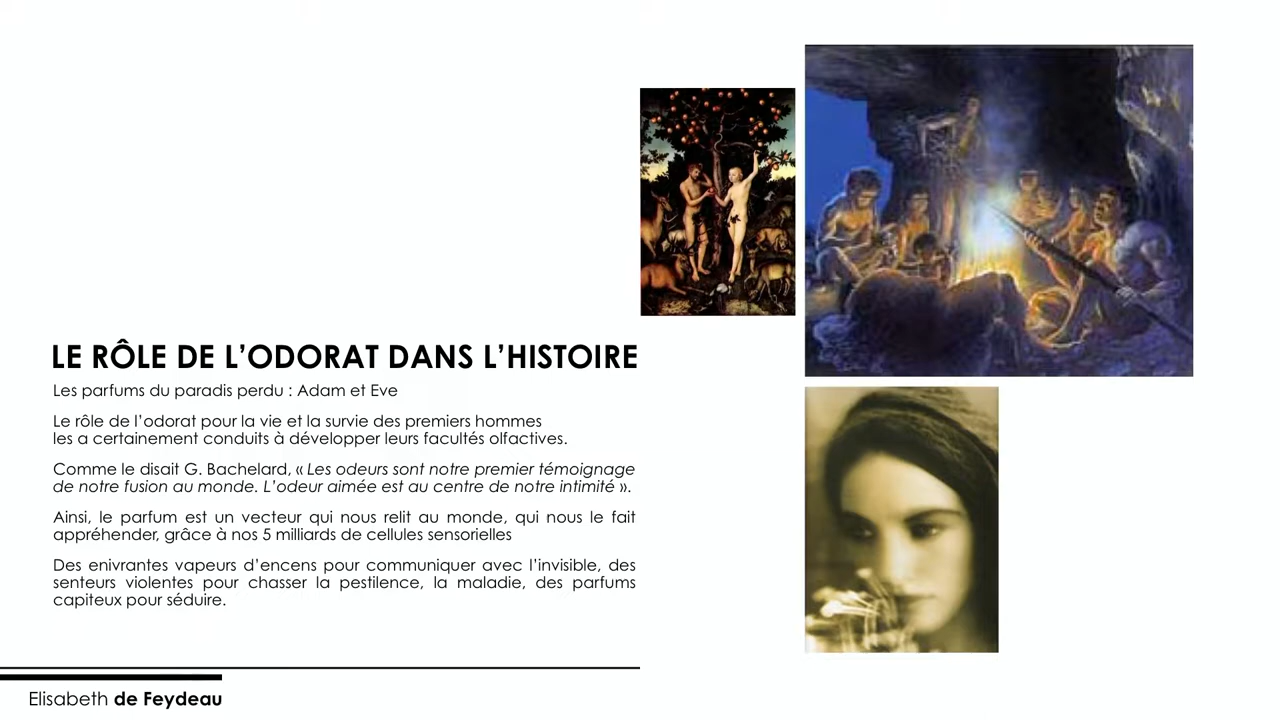 LE RÔLE DE L’ODORAT DANS L’HISTOIRE
Les parfums du paradis perdu : Adam et Eve
Le rôle de l’odorat pour la vie et la survie des premiers hommes
les a certainement conduits à développer leurs facultés olfactives.
Comme le disait G. Bachelard, « Les odeurs sont notre premier témoignage
de notre fusion au monde. L’odeur aimée est au centre de notre intimité ».
Ainsi, le parfum est un vecteur qui nous relit au monde, qui nous le fait
appréhender, grâce à nos 5 milliards de cellules sensorielles
Des enivrantes vapeurs d’encens pour communiquer avec l’invisible, des
senteurs violentes pour chasser la pestilence, la maladie, des parfums
capiteux pour séduire.
Elisabeth de Feydeau